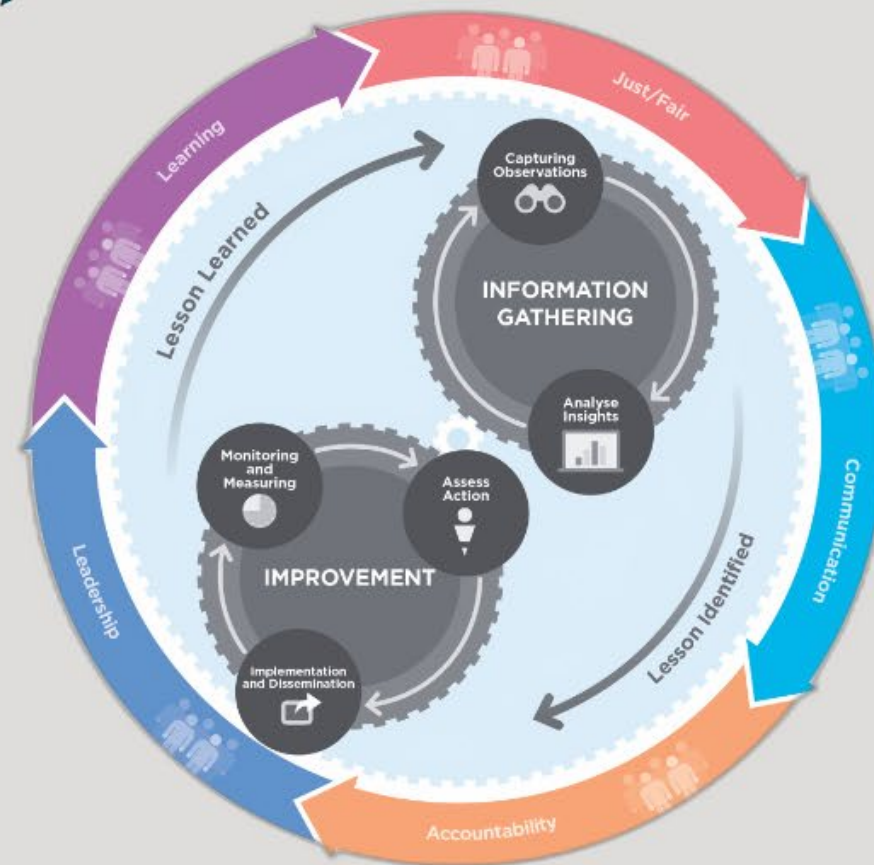 Just/Fair
Learning
Capturing
Observations
Lesson Learned
INFORMATION
GATHERING
Analyse
Insights
Monitoring
and
Measuring
Assess
Action
Communication
Leadership
IMPROVEMENT
Lesson Identified
Implementation
and Dissemination
Accountability